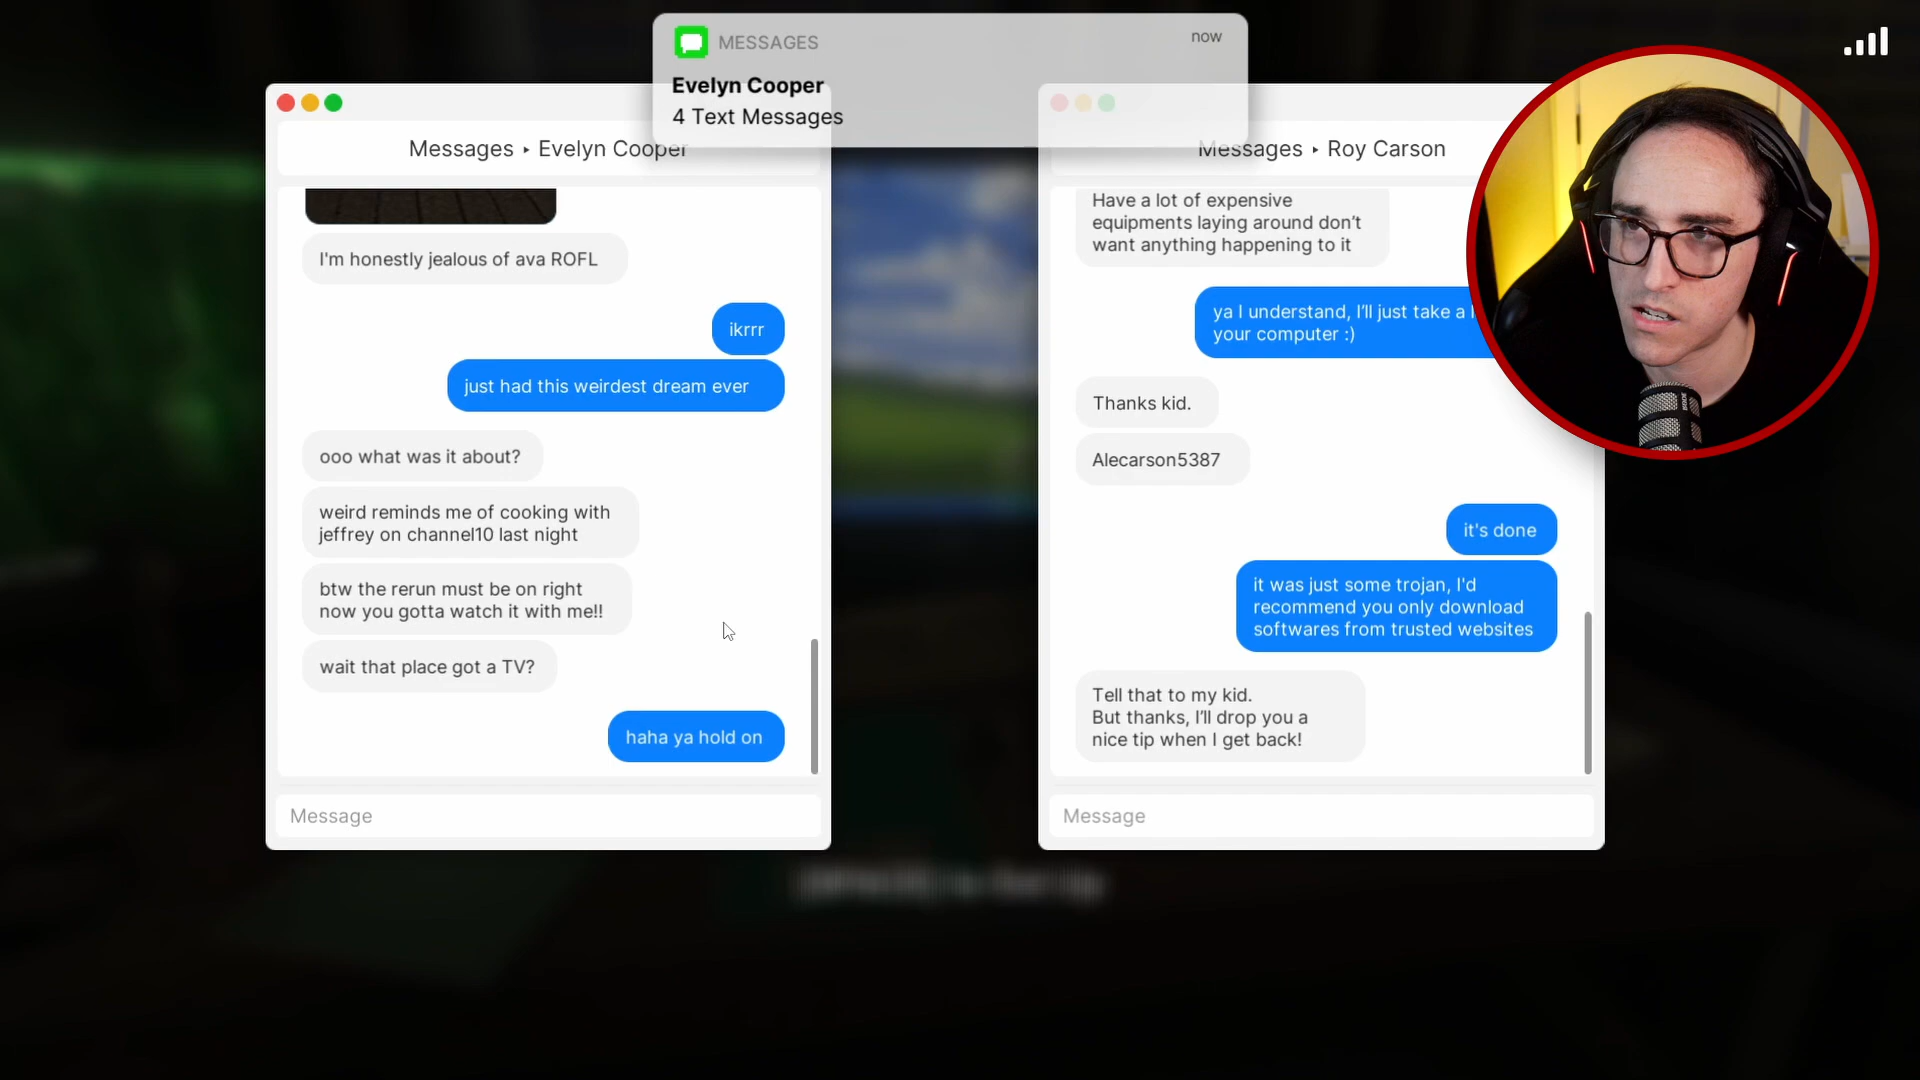 MESSAGES
now
Evelyn Cooper
4 Text Messages
Messages ▸ Evelyn Cooper
I'm honestly jealous of ava ROFL
ikrrr
just had this weirdest dream ever
ooo what was it about?
weird reminds me of cooking with
jeffrey on channel10 last night
btw the rerun must be on right
now you gotta watch it with me!!
wait that place got a TV?
haha ya hold on
Message
Messages ▸ Roy Carson
Have a lot of expensive
equipments laying around don't
want anything happening to it
ya I understand, I'll just take a
your computer :)
Thanks kid.
Alecarson5387
it's done
it was just some trojan, I'd
recommend you only download
softwares from trusted websites
Tell that to my kid.
But thanks, I'll drop you a
nice tip when I get back!
Message